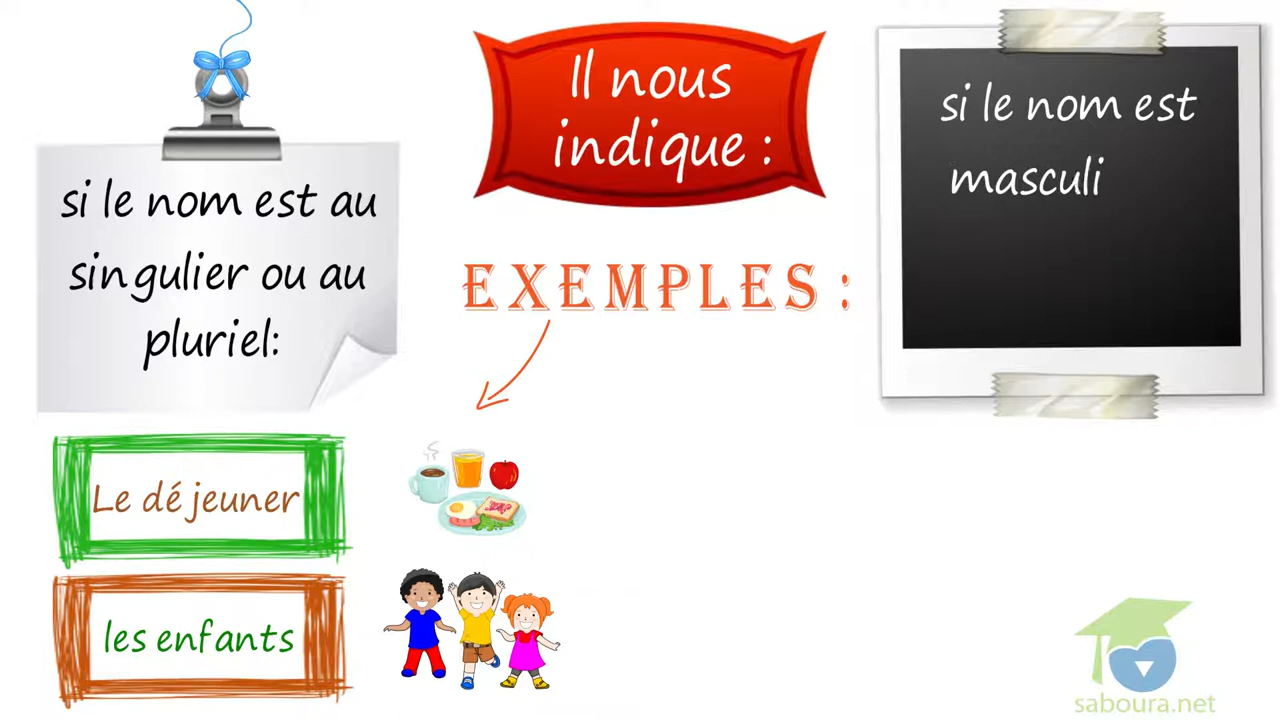 Il nous
indique :
si le nom est au
singulier ou au
pluriel:
si le nom est
masculi
EXEMPLES :
Le dé jeuner
les enfants
saboura.net